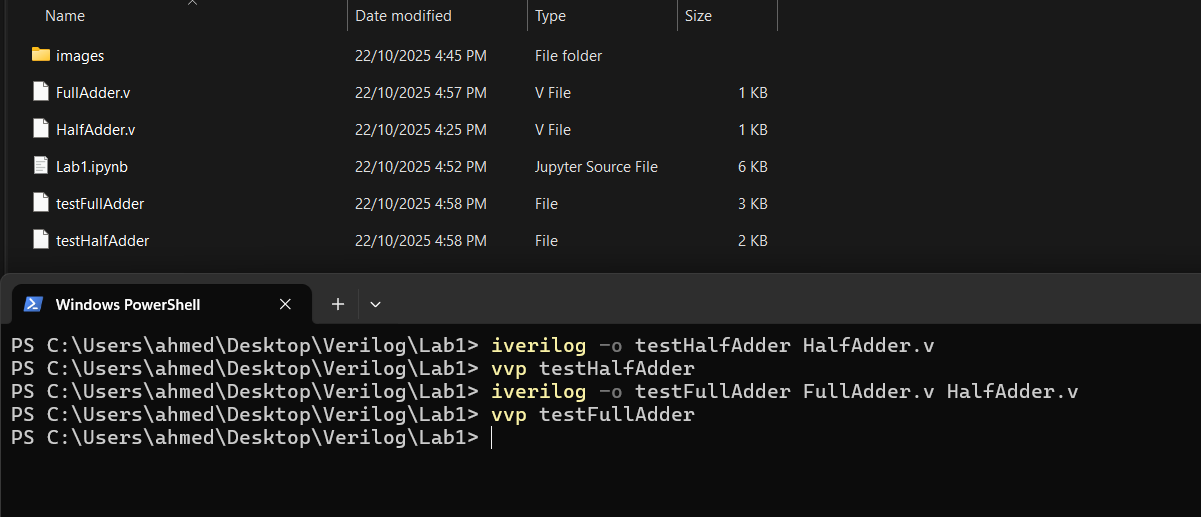 Name Date modified Type Size
images 22/10/2025 4:45 PM File folder
FullAdder.v 22/10/2025 4:57 PM V File 1 KB
HalfAdder.v 22/10/2025 4:25 PM V File 1 KB
Lab1.ipynb 22/10/2025 4:52 PM Jupyter Source File 6 KB
testFullAdder 22/10/2025 4:58 PM File 3 KB
testHalfAdder 22/10/2025 4:58 PM File 2 KB
Windows PowerShell
PS C:\Users\ahmed\Desktop\Verilog\Lab1> iverilog -o testHalfAdder HalfAdder.v
PS C:\Users\ahmed\Desktop\Verilog\Lab1> vvp testHalfAdder
PS C:\Users\ahmed\Desktop\Verilog\Lab1> iverilog -o testFullAdder FullAdder.v HalfAdder.v
PS C:\Users\ahmed\Desktop\Verilog\Lab1> vvp testFullAdder
PS C:\Users\ahmed\Desktop\Verilog\Lab1>